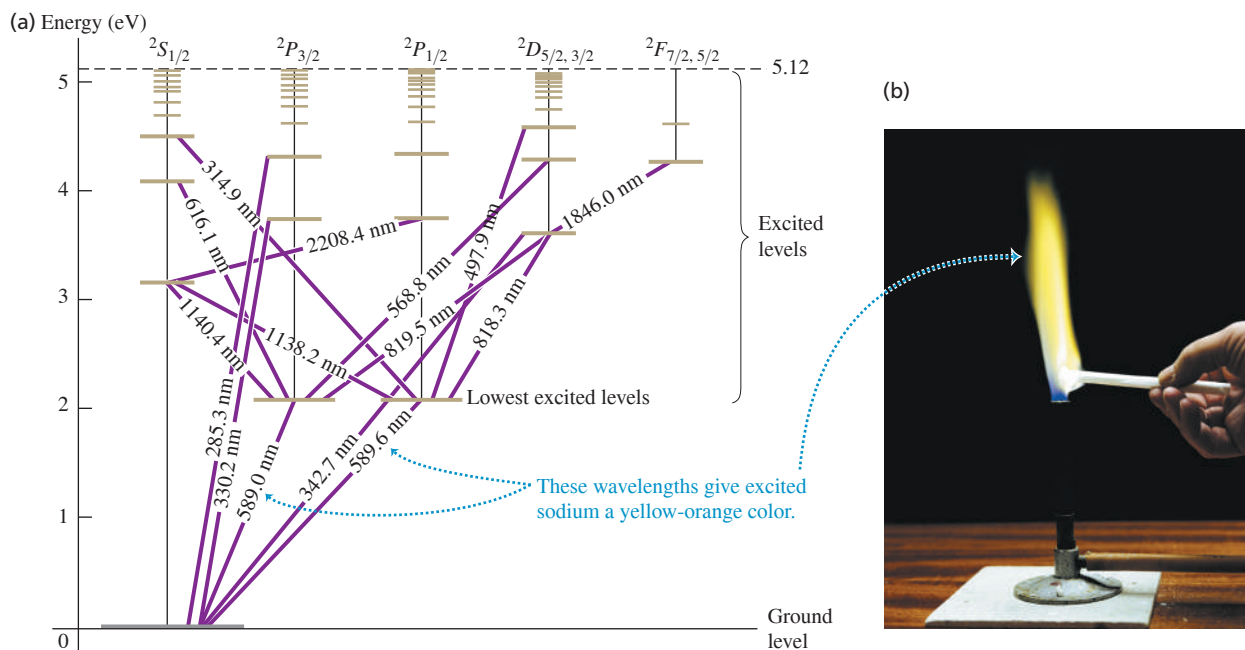 (a) Energy (eV)
²S₁/₂
²P₃/₂
²P₁/₂
²D₅/₂, ₃/₂
²F₇/₂, ₅/₂
5.12
5
4
3
2
1
0
314.9 nm
616.1 nm
2208.4 nm
1140.4 nm
1138.2 nm
497.9 nm
568.8 nm
819.5 nm
818.3 nm
1846.0 nm
285.3 nm
330.2 nm
589.0 nm
342.7 nm
589.6 nm
Excited
levels
Lowest excited levels
These wavelengths give excited
sodium a yellow-orange color.
Ground
level
(b)